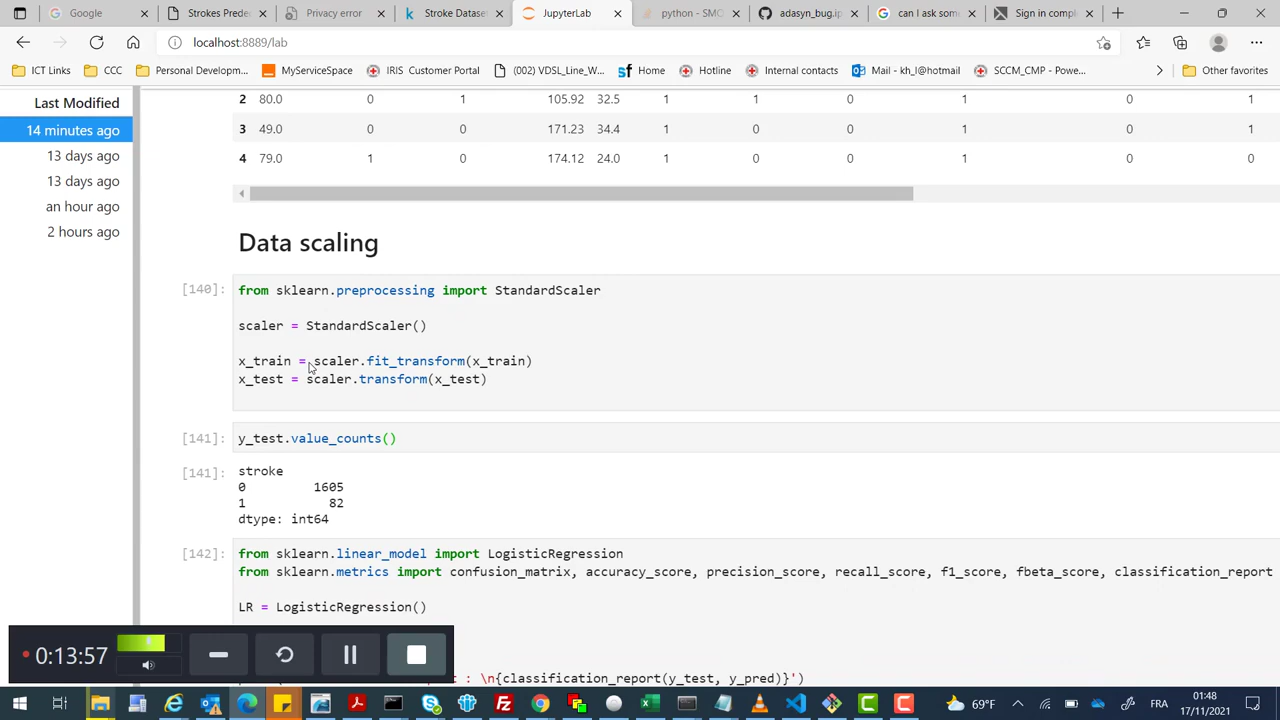 Google
Strokes Pred
Privacy error
Stroke Dataset
JupyterLab
python - SMO
adasyn_bug.ip
can I ask som
Sign in comple
localhost:8889/lab
ICT Links
CCC
Personal Developm...
MyServiceSpace
IRIS Customer Portal
(002) VDSL_Line_W...
Home
Hotline
Internal contacts
Mail - kh_l@hotmail
SCCM_CMP - Powe...
Other favorites
Last Modified
14 minutes ago
13 days ago
13 days ago
an hour ago
2 hours ago
2 80.0 0 1 105.92 32.5 1 1 0 1 0 1
3 49.0 0 0 171.23 34.4 1 0 0 1 0 1
4 79.0 1 0 174.12 24.0 1 0 0 1 0 0
Data scaling
[140]: from sklearn.preprocessing import StandardScaler
scaler = StandardScaler()
x_train = scaler.fit_transform(x_train)
x_test = scaler.transform(x_test)
[141]: y_test.value_counts()
[141]: stroke
0 1605
1 82
dtype: int64
[142]: from sklearn.linear_model import LogisticRegression
from sklearn.metrics import confusion_matrix, accuracy_score, precision_score, recall_score, f1_score, fbeta_score, classification_report
LR = LogisticRegression()
: \n{classification_report(y_test, y_pred)}')
0:13:57
69°F
FRA
01:48
17/11/2021